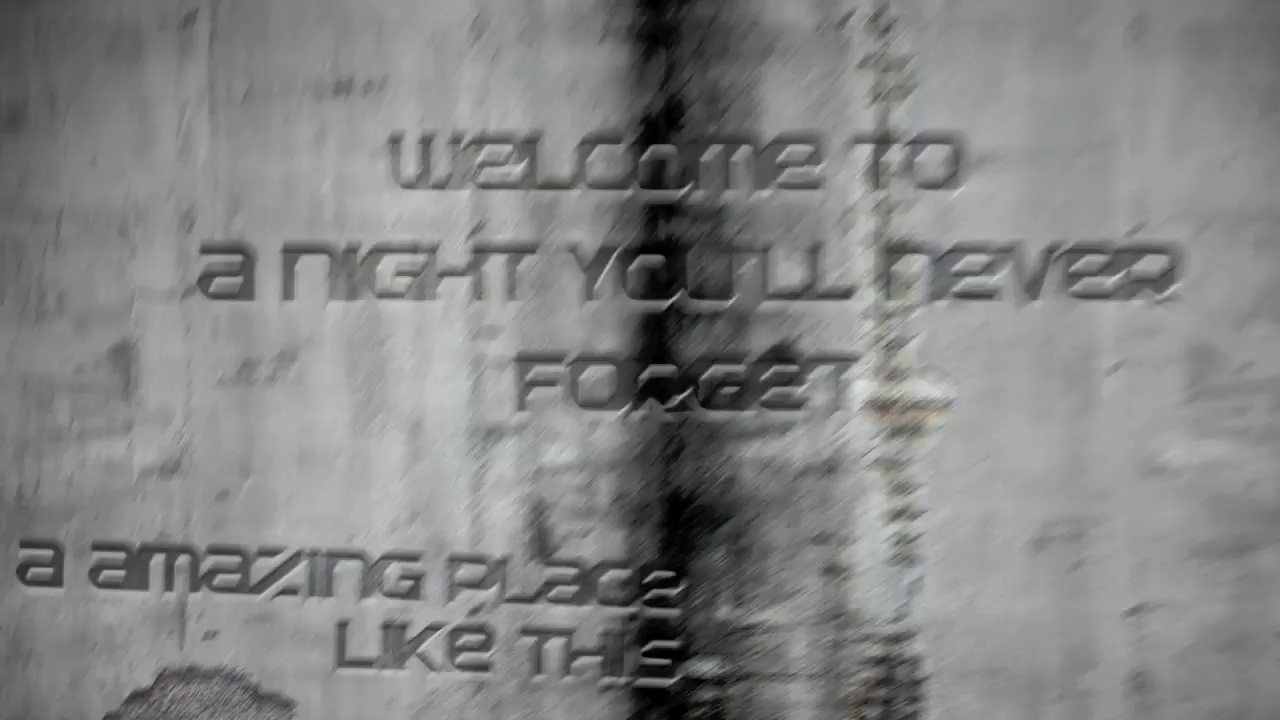 WeLCOMe TO
a NIGHT YOU'LL NeVeR
FORGeT
a amaZING PLaCe
LIKe THIS